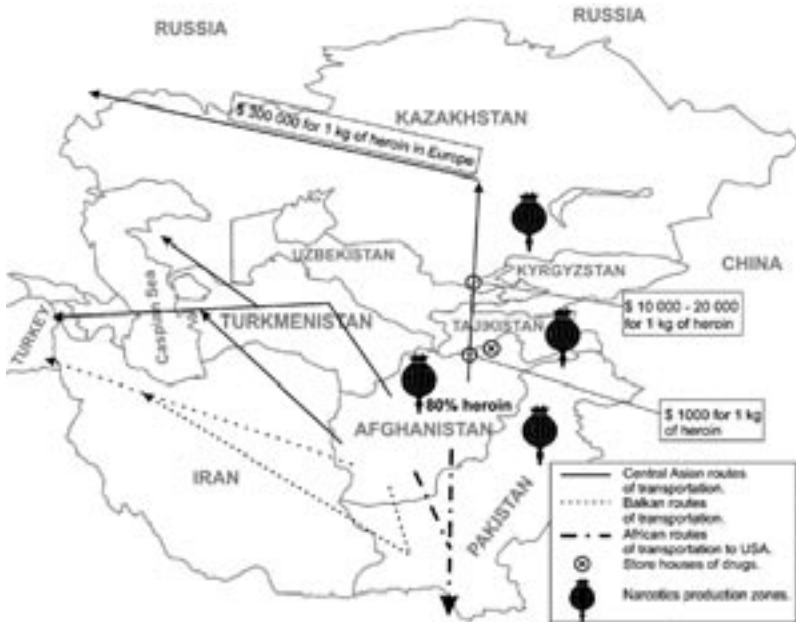 RUSSIA
RUSSIA
KAZAKHSTAN
$ 300 000 for 1 kg of heroin in Europe
UZBEKISTAN
KYRGYZSTAN
CHINA
$ 10 000 - 20 000
for 1 kg of heroin
Caspian Sea
TURKMENISTAN
TAJIKISTAN
TURKEY
80% heroin
$ 1000 for 1 kg
of heroin
AFGHANISTAN
IRAN
PAKISTAN
Central Asian routes
of transportation.
Balkan routes
of transportation.
African routes
of transportation to USA.
Store houses of drugs.
Narcotics production zones.